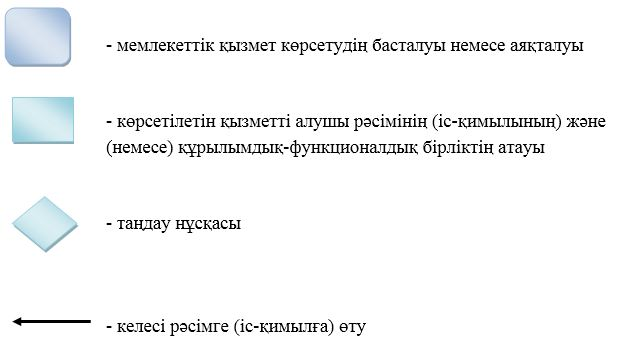 - мемлекеттік қызмет көрсетудің басталуы немесе аяқталуы
- көрсетілетін қызметті алушы рәсімінің (іс-қимылының) және
(немесе) құрылымдық-функционалдық бірліктің атауы
- таңдау нұсқасы
- келесі рәсімге (іс-қимылға) өту